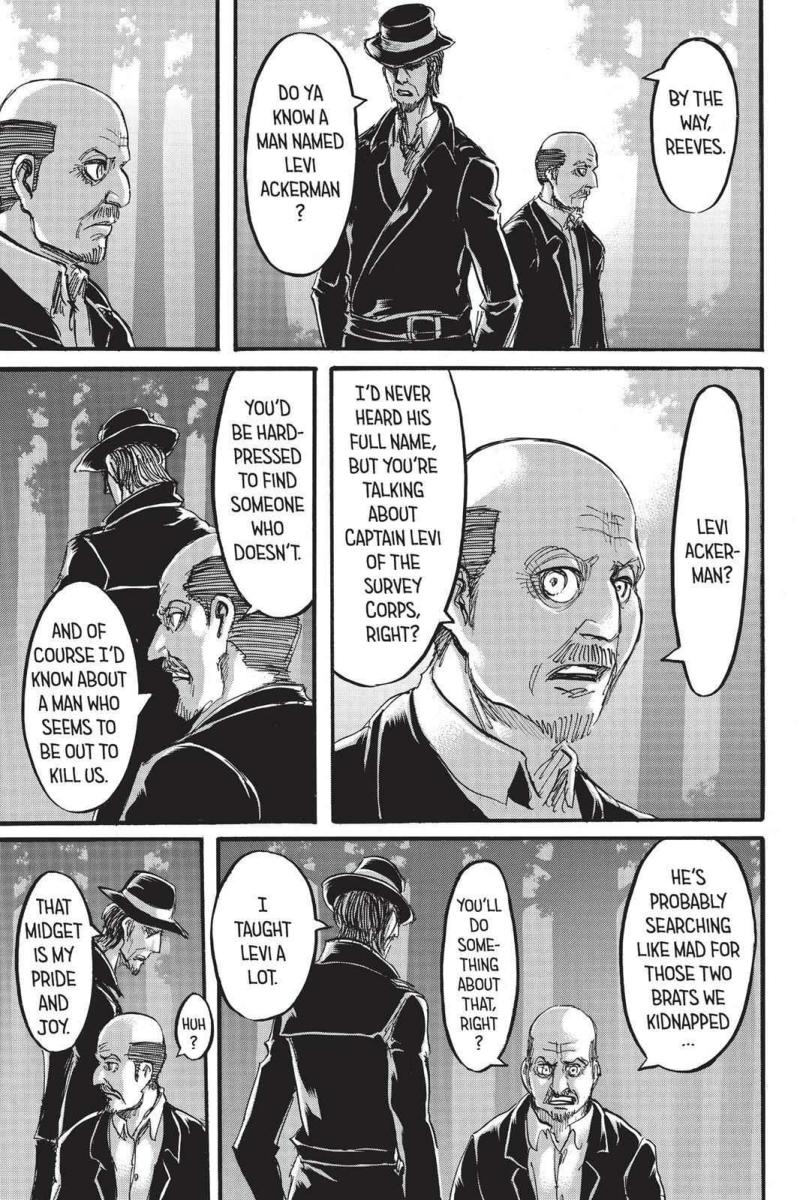 BY THE
WAY,
REEVES.
DO YA
KNOW A
MAN NAMED
LEVI
ACKERMAN
?
LEVI
ACKER-
MAN?
I'D NEVER
HEARD HIS
FULL NAME,
BUT YOU'RE
TALKING
ABOUT
CAPTAIN LEVI
OF THE
SURVEY
CORPS,
RIGHT?
YOU'D
BE HARD-
PRESSED
TO FIND
SOMEONE
WHO
DOESN'T.
AND OF
COURSE I'D
KNOW ABOUT
A MAN WHO
SEEMS TO
BE OUT TO
KILL US.
HE'S
PROBABLY
SEARCHING
LIKE MAD FOR
THOSE TWO
BRATS WE
KIDNAPPED
...
YOU'LL
DO
SOME-
THING
ABOUT
THAT,
RIGHT
?
I
TAUGHT
LEVI A
LOT.
THAT
MIDGET
IS MY
PRIDE
AND
JOY.
HUH
?